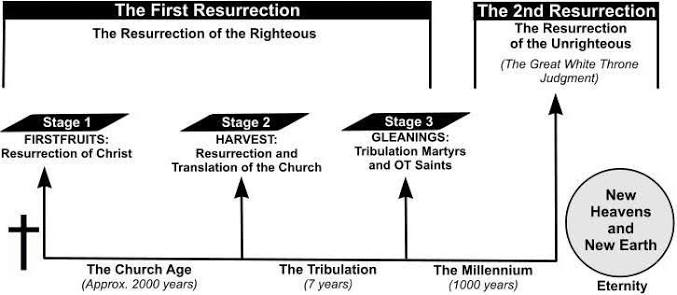 The First Resurrection
The Resurrection of the Righteous
The 2nd Resurrection
The Resurrection
of the Unrighteous
(The Great White Throne
Judgment)
Stage 1
FIRSTFRUITS:
Resurrection of Christ
Stage 2
HARVEST:
Resurrection and
Translation of the Church
Stage 3
GLEANINGS:
Tribulation Martyrs
and OT Saints
The Church Age
(Approx. 2000 years)
The Tribulation
(7 years)
The Millennium
(1000 years)
New
Heavens
and
New Earth
Eternity